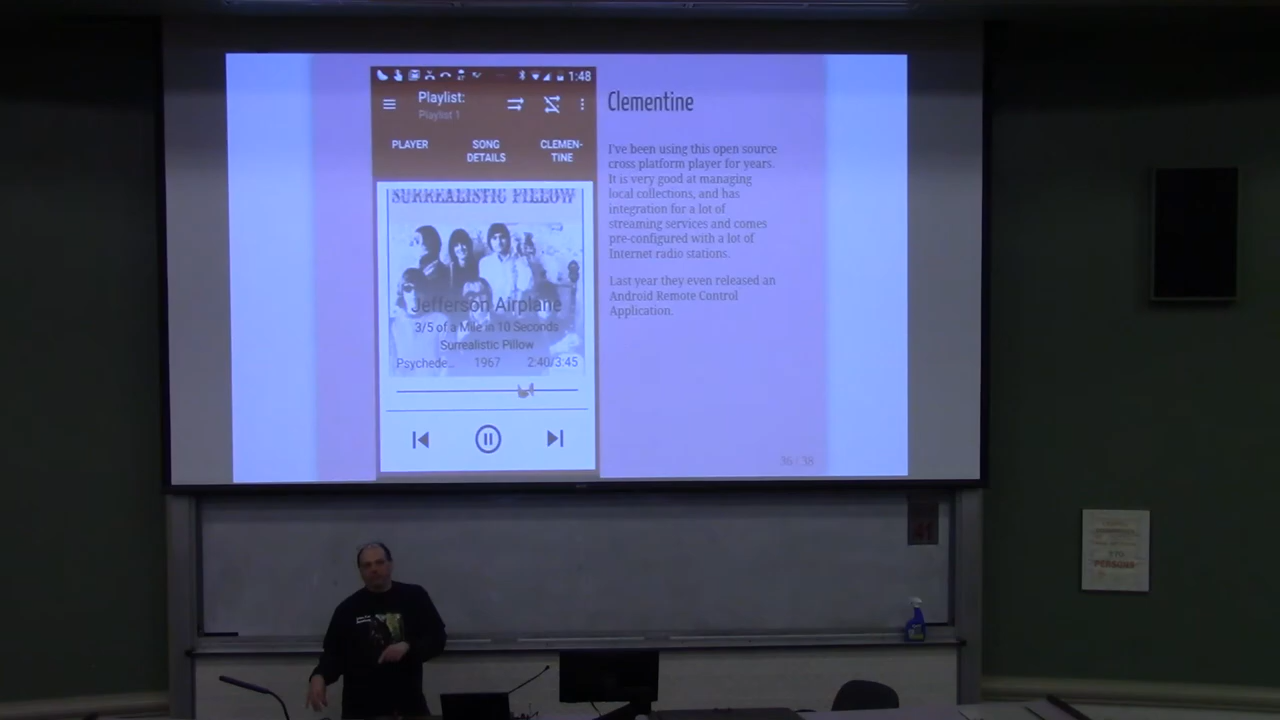 1:48
Playlist:
Playlist 1
PLAYER
SONG
DETAILS
CLEMEN-
TINE
SURREALISTIC PILLOW
Jefferson Airplane
3/5 of a Mile in 10 Seconds
Surrealistic Pillow
Psychede... 1967 2:40/3:45
Clementine
I've been using this open source
cross platform player for years.
It is very good at managing
local collections, and has
integration for a lot of
streaming services and comes
pre-configured with a lot of
Internet radio stations.
Last year they even released an
Android Remote Control
Application.
36 / 38
41
PERSONS